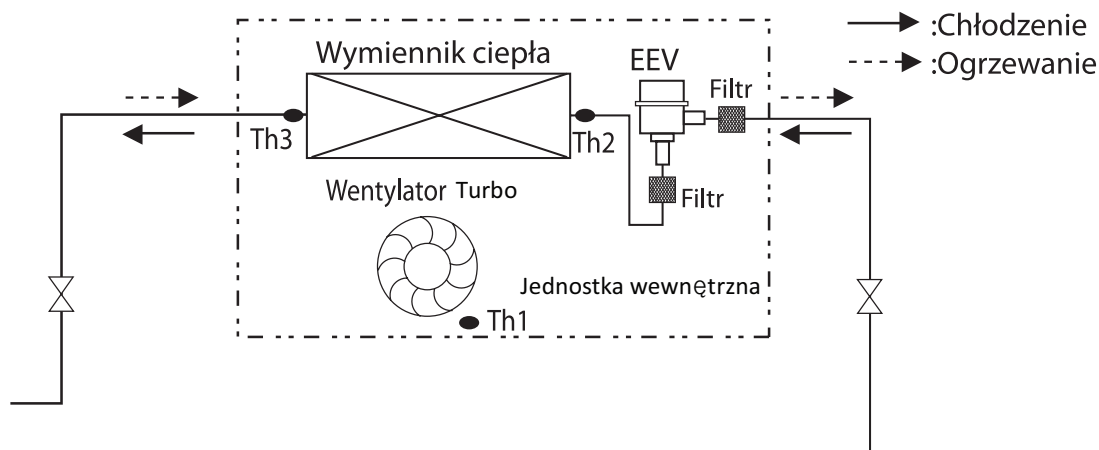 :Chłodzenie
:Ogrzewanie
Wymiennik ciepła
EEV
Filtr
Th3
Th2
Wentylator Turbo
Filtr
Jednostka wewnętrzna
Th1